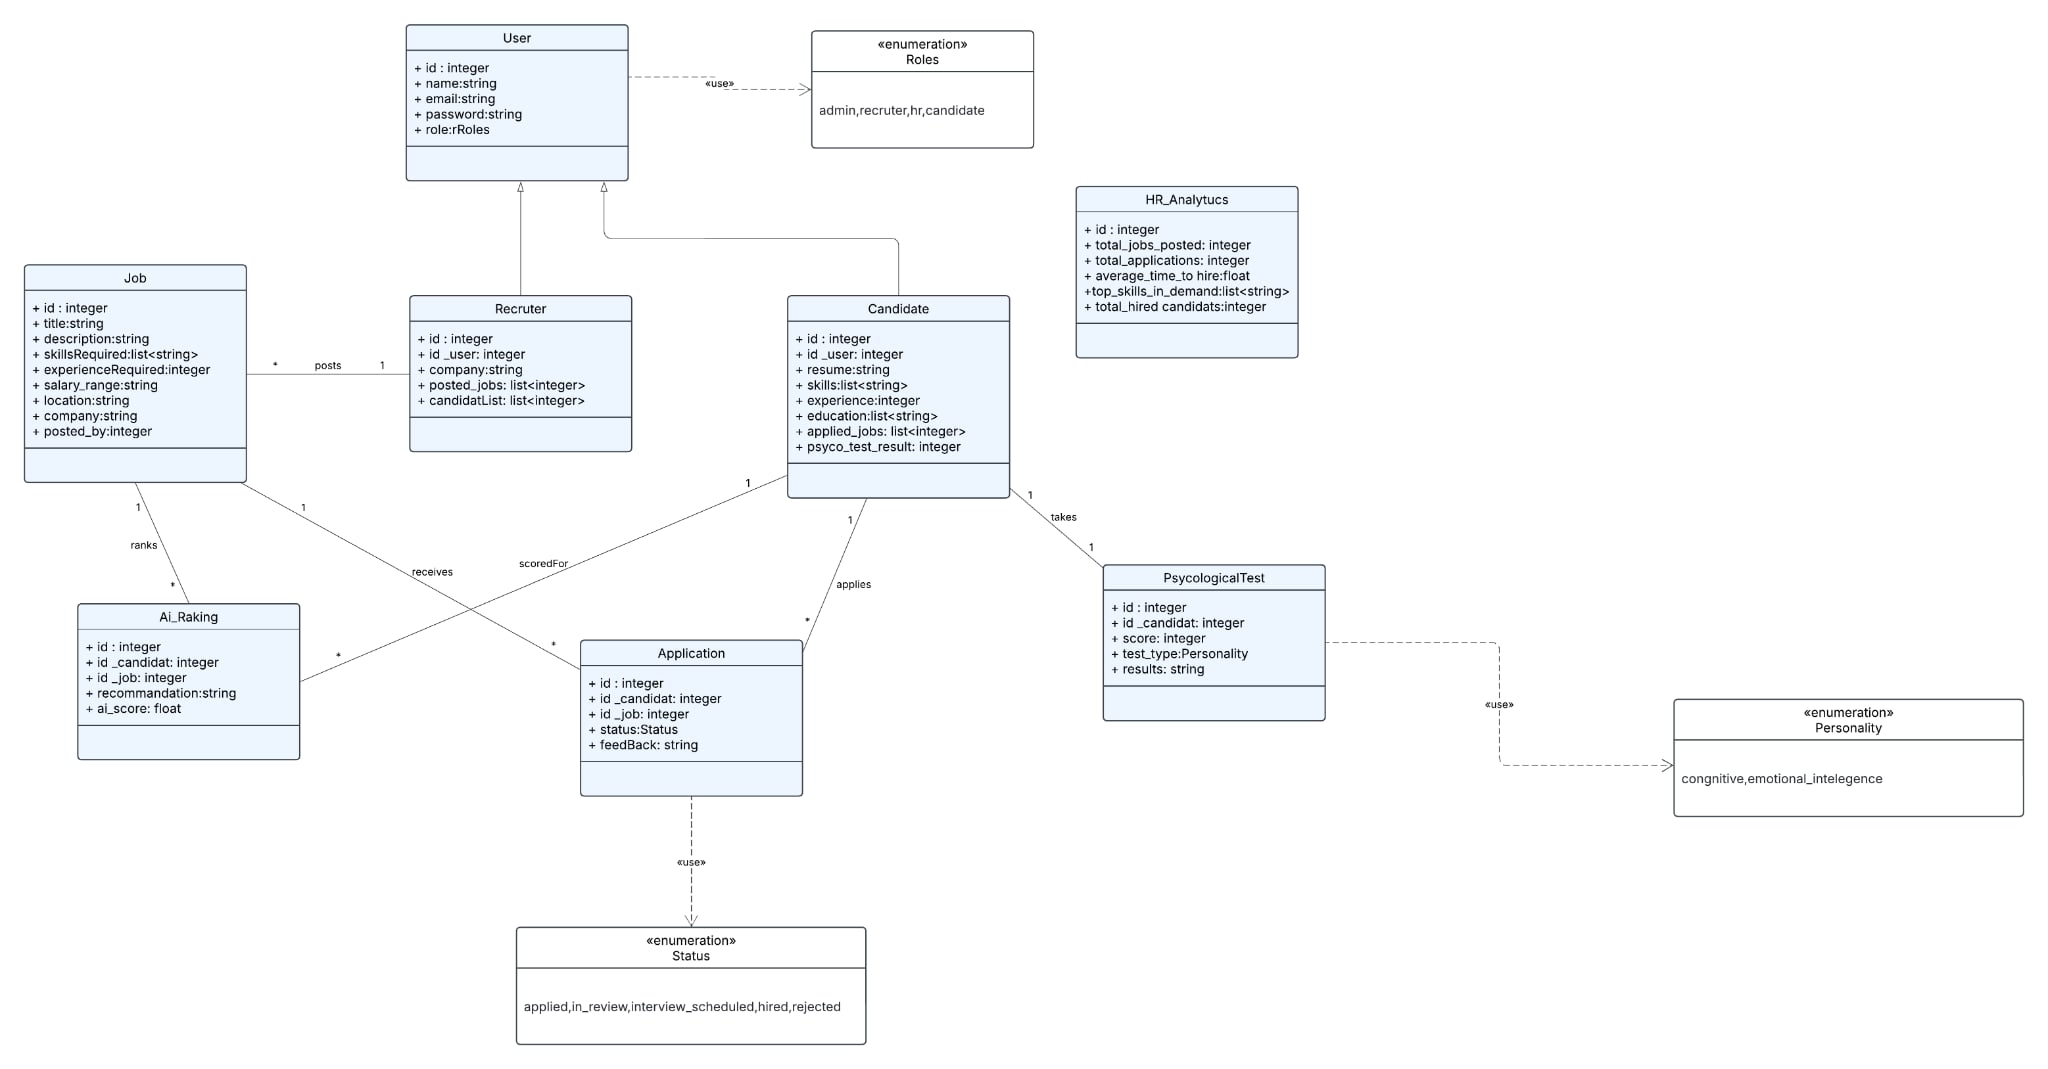 User
+ id : integer
+ name:string
+ email:string
+ password:string
+ role:rRoles
«use»
«enumeration»
Roles
admin,recruter,hr,candidate
HR_Analytucs
+ id : integer
+ total_jobs_posted: integer
+ total_applications: integer
+ average_time_to hire:float
+top_skills_in_demand:list<string>
+ total_hired candidats:integer
Job
+ id : integer
+ title:string
+ description:string
+ skillsRequired:list<string>
+ experienceRequired:integer
+ salary_range:string
+ location:string
+ company:string
+ posted_by:integer
* posts 1
Recruter
+ id : integer
+ id _user: integer
+ company:string
+ posted_jobs: list<integer>
+ candidatList: list<integer>
Candidate
+ id : integer
+ id _user: integer
+ resume:string
+ skills:list<string>
+ experience:integer
+ education:list<string>
+ applied_jobs: list<integer>
+ psyco_test_result: integer
1
ranks
*
1
receives
*
1
scoredFor
*
1
applies
*
1
takes
1
Ai_Raking
+ id : integer
+ id _candidat: integer
+ id _job: integer
+ recommandation:string
+ ai_score: float
Application
+ id : integer
+ id _candidat: integer
+ id _job: integer
+ status:Status
+ feedBack: string
PsycologicalTest
+ id : integer
+ id _candidat: integer
+ score: integer
+ test_type:Personality
+ results: string
«use»
«enumeration»
Personality
congnitive,emotional_intelegence
«use»
«enumeration»
Status
applied,in_review,interview_scheduled,hired,rejected